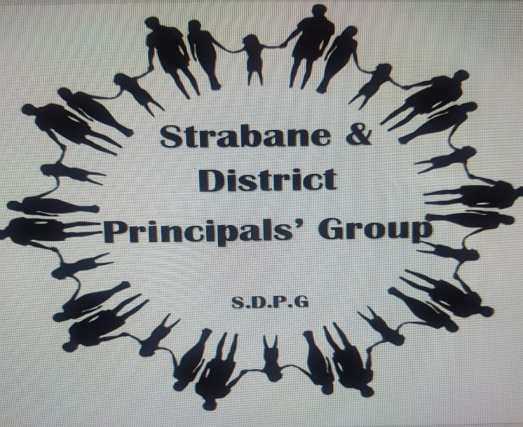 Strabane &
District
Principals' Group
S.D.P.G